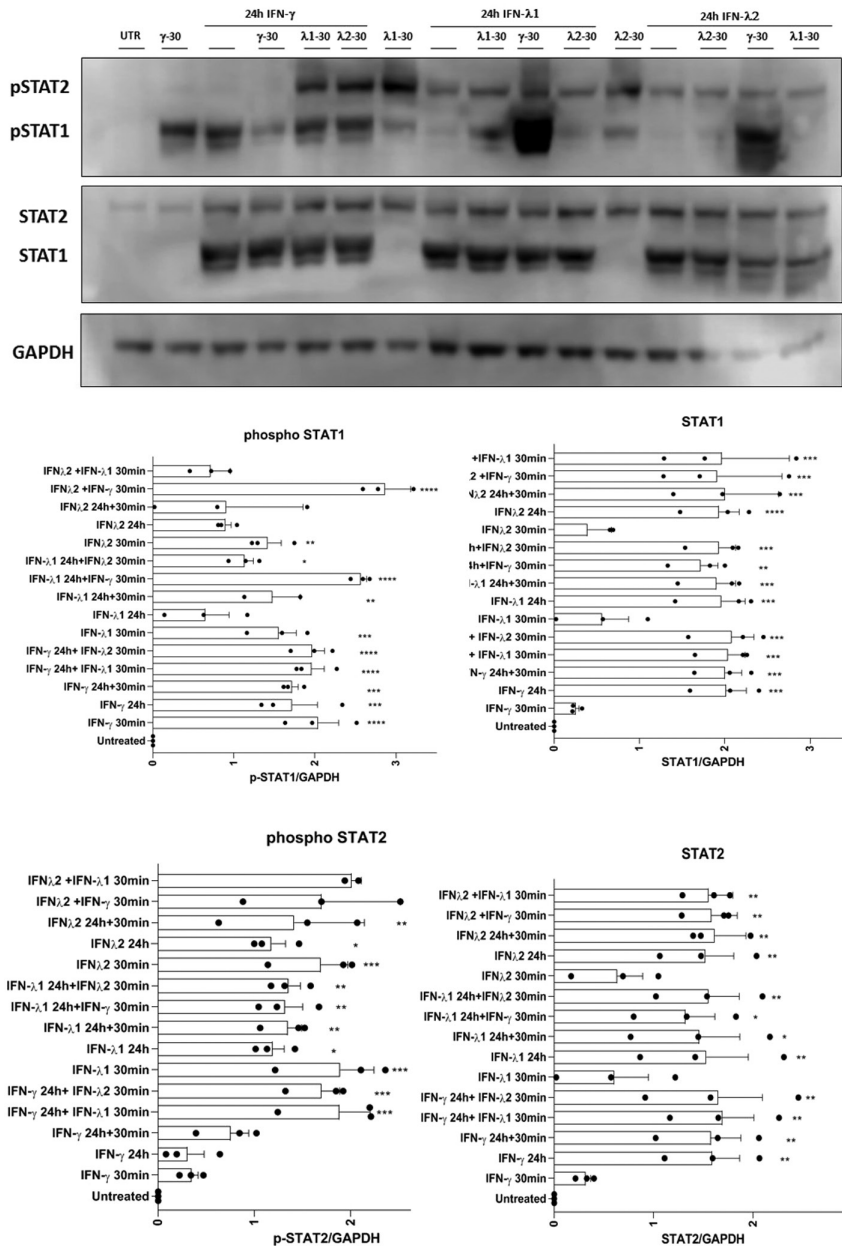 24h IFN-γ 24h IFN-λ1 24h IFN-λ2
UTR γ-30 γ-30 λ1-30 λ2-30 λ1-30 λ1-30 γ-30 λ2-30 λ2-30 λ2-30 γ-30 λ1-30
pSTAT2
pSTAT1
STAT2
STAT1
GAPDH
phospho STAT1
IFNλ2 +IFN-λ1 30min
IFNλ2 +IFN-γ 30min ****
IFNλ2 24h+30min
IFNλ2 24h
IFNλ2 30min **
IFN-λ1 24h+IFNλ2 30min *
IFN-λ1 24h+IFN-γ 30min ****
IFN-λ1 24h+30min **
IFN-λ1 24h
IFN-λ1 30min ***
IFN-γ 24h+ IFN-λ2 30min ****
IFN-γ 24h+ IFN-λ1 30min ****
IFN-γ 24h+30min ***
IFN-γ 24h ***
IFN-γ 30min ****
Untreated
0 1 2 3
p-STAT1/GAPDH
STAT1
+IFN-λ1 30min ***
2 +IFN-γ 30min ***
Nλ2 24h+30min ***
IFNλ2 24h ****
IFNλ2 30min
h+IFNλ2 30min ***
4h+IFN-γ 30min **
I-λ1 24h+30min ***
IFN-λ1 24h ***
IFN-λ1 30min
+ IFN-λ2 30min ***
+ IFN-λ1 30min ***
N-γ 24h+30min ***
IFN-γ 24h ***
IFN-γ 30min
Untreated
0 1 2 3
STAT1/GAPDH
phospho STAT2
IFNλ2 +IFN-λ1 30min
IFNλ2 +IFN-γ 30min
IFNλ2 24h+30min **
IFNλ2 24h *
IFNλ2 30min ***
IFN-λ1 24h+IFNλ2 30min **
IFN-λ1 24h+IFN-γ 30min **
IFN-λ1 24h+30min **
IFN-λ1 24h *
IFN-λ1 30min ***
IFN-γ 24h+ IFN-λ2 30min ***
IFN-γ 24h+ IFN-λ1 30min ***
IFN-γ 24h+30min
IFN-γ 24h
IFN-γ 30min
Untreated
0 1 2
p-STAT2/GAPDH
STAT2
IFNλ2 +IFN-λ1 30min **
IFNλ2 +IFN-γ 30min **
IFNλ2 24h+30min **
IFNλ2 24h **
IFNλ2 30min
IFN-λ1 24h+IFNλ2 30min **
IFN-λ1 24h+IFN-γ 30min *
IFN-λ1 24h+30min *
IFN-λ1 24h **
IFN-λ1 30min
IFN-γ 24h+ IFN-λ2 30min **
IFN-γ 24h+ IFN-λ1 30min **
IFN-γ 24h+30min **
IFN-γ 24h **
IFN-γ 30min
Untreated
0 1 2
STAT2/GAPDH